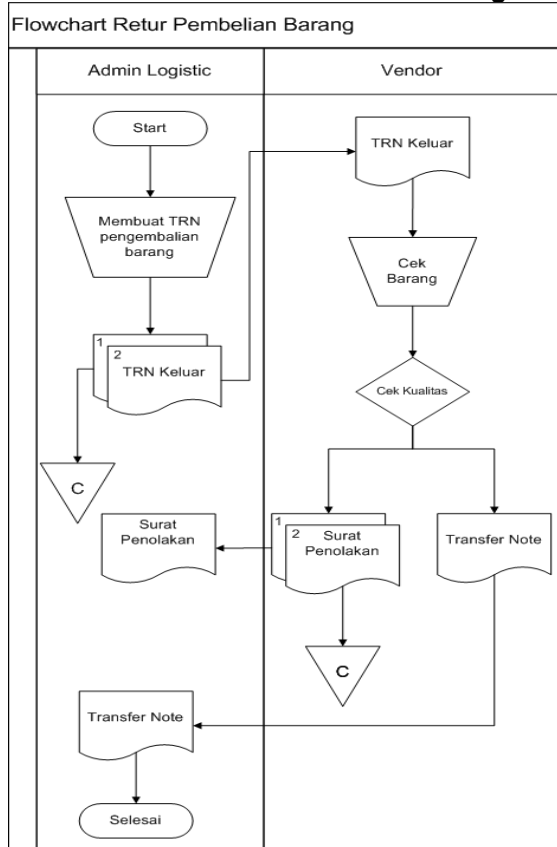 Flowchart Retur Pembelian Barang
Admin Logistic
Vendor
Start
TRN Keluar
Membuat TRN
pengembalian
barang
Cek
Barang
1
2
TRN Keluar
Cek Kualitas
C
Surat
Penolakan
1
2
Surat
Penolakan
Transfer Note
C
Transfer Note
Selesai